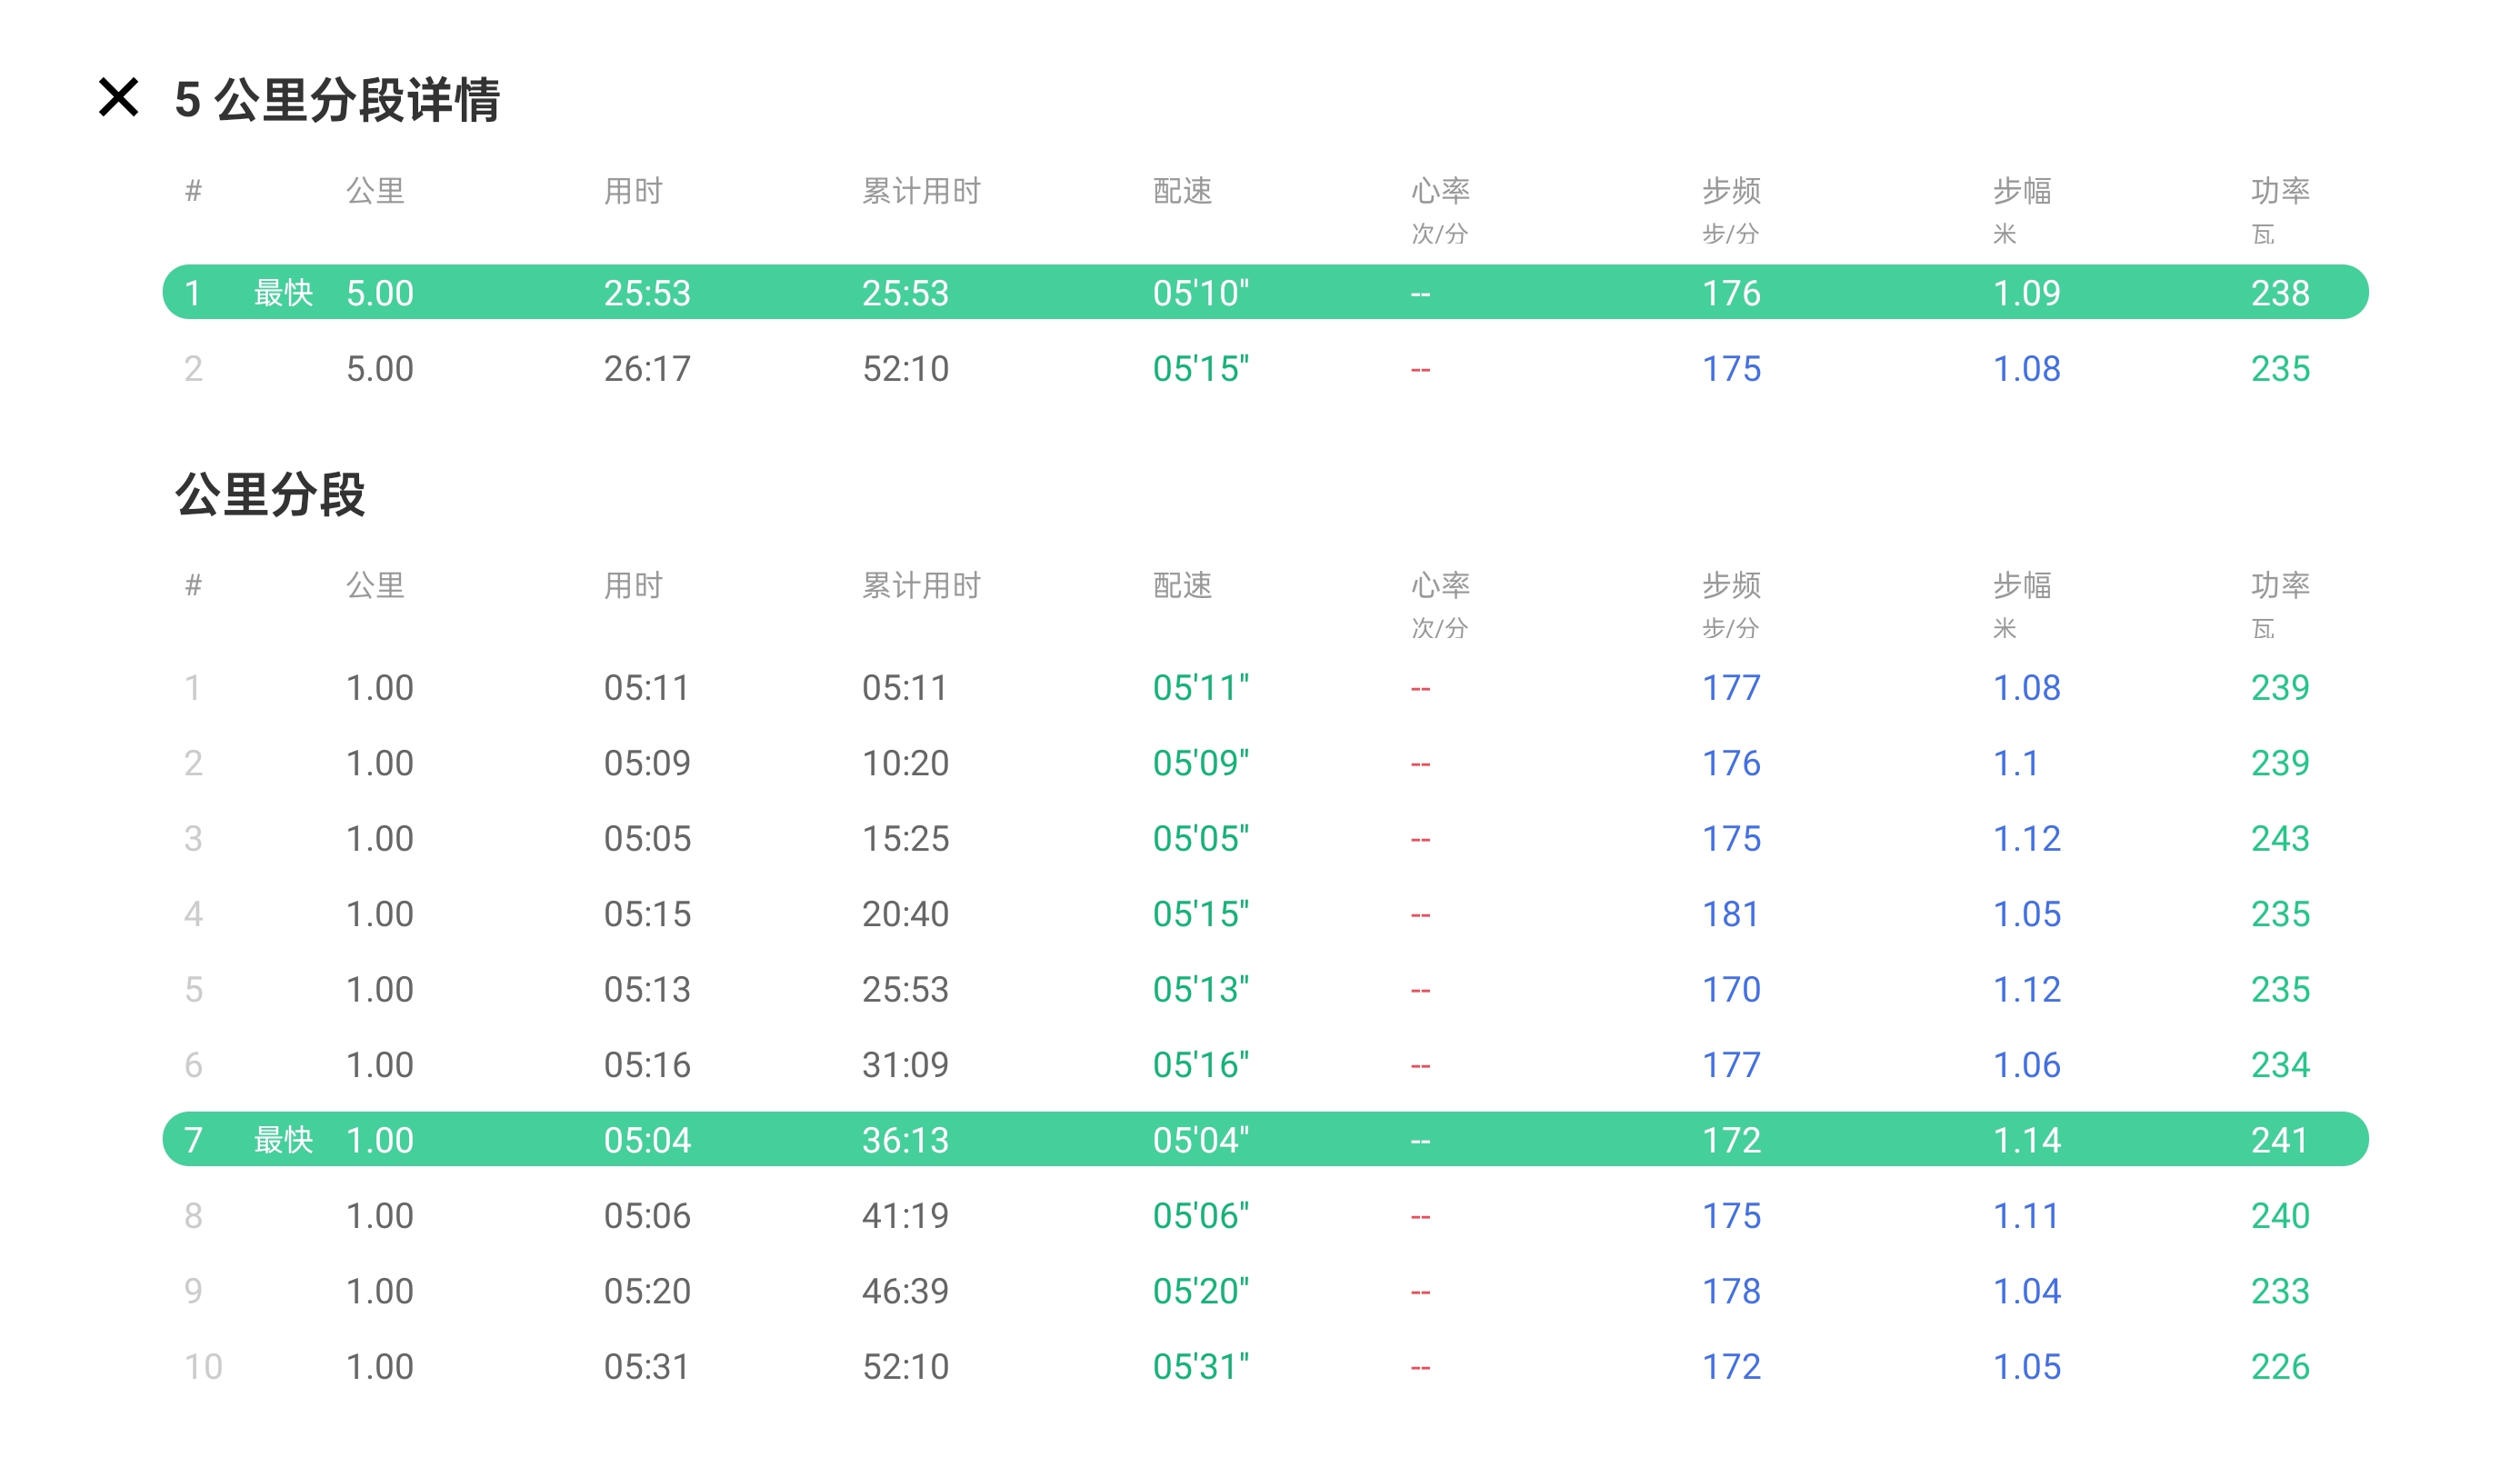 5 公里分段详情
# 公里 用时 累计用时 配速 心率 步频 步幅 功率
次/分 步/分 米 瓦
1 最快 5.00 25:53 25:53 05'10" -- 176 1.09 238
2 5.00 26:17 52:10 05'15" -- 175 1.08 235
公里分段
# 公里 用时 累计用时 配速 心率 步频 步幅 功率
次/分 步/分 米 瓦
1 1.00 05:11 05:11 05'11" -- 177 1.08 239
2 1.00 05:09 10:20 05'09" -- 176 1.1 239
3 1.00 05:05 15:25 05'05" -- 175 1.12 243
4 1.00 05:15 20:40 05'15" -- 181 1.05 235
5 1.00 05:13 25:53 05'13" -- 170 1.12 235
6 1.00 05:16 31:09 05'16" -- 177 1.06 234
7 最快 1.00 05:04 36:13 05'04" -- 172 1.14 241
8 1.00 05:06 41:19 05'06" -- 175 1.11 240
9 1.00 05:20 46:39 05'20" -- 178 1.04 233
10 1.00 05:31 52:10 05'31" -- 172 1.05 226